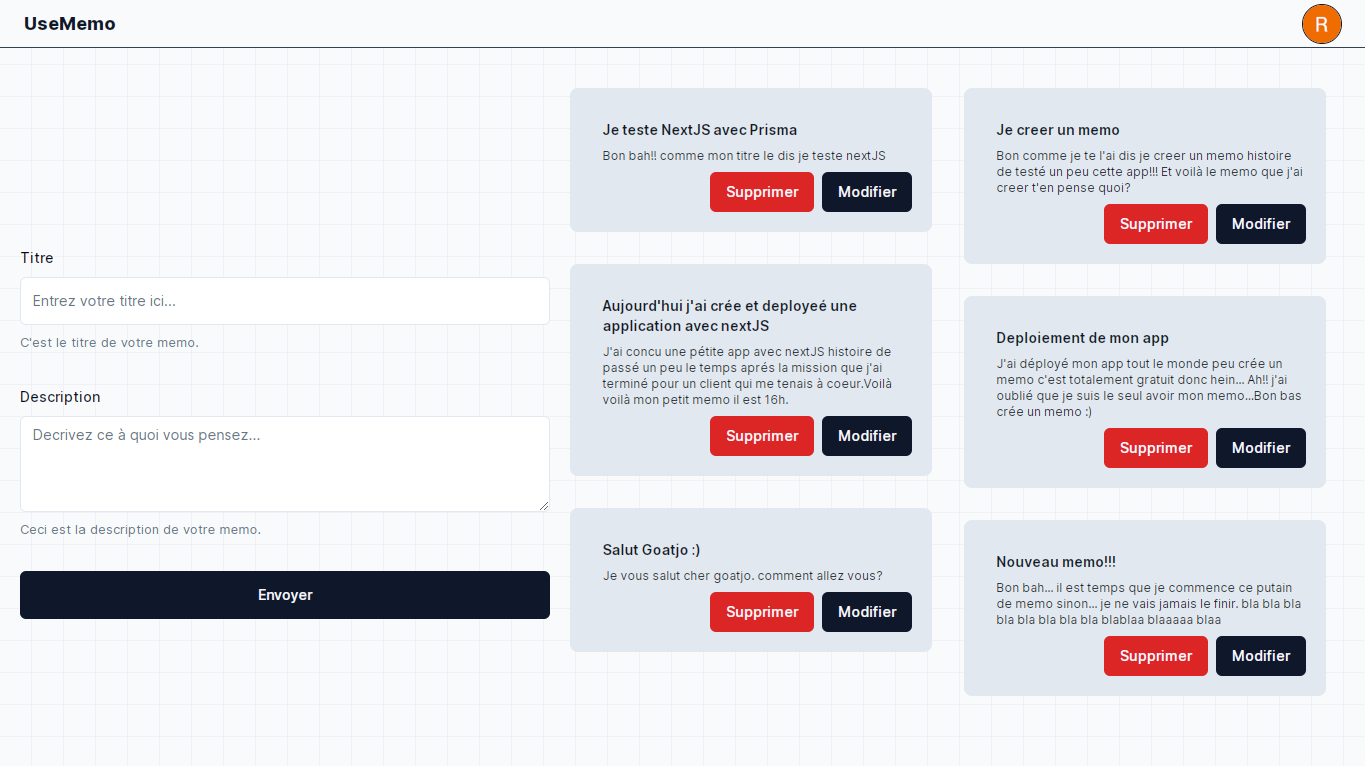 UseMemo
R
Titre
Entrez votre titre ici...
C'est le titre de votre memo.
Description
Decrivez ce à quoi vous pensez...
Ceci est la description de votre memo.
Envoyer
Je teste NextJS avec Prisma
Bon bah!! comme mon titre le dis je teste nextJS
Supprimer
Modifier
Aujourd'hui j'ai crée et deployeé une
application avec nextJS
J'ai concu une pétite app avec nextJS histoire de
passé un peu le temps aprés la mission que j'ai
terminé pour un client qui me tenais à coeur.Voilà
voilà mon petit memo il est 16h.
Supprimer
Modifier
Salut Goatjo :)
Je vous salut cher goatjo. comment allez vous?
Supprimer
Modifier
Je creer un memo
Bon comme je te l'ai dis je creer un memo histoire
de testé un peu cette app!!! Et voilà le memo que j'ai
creer t'en pense quoi?
Supprimer
Modifier
Deploiement de mon app
J'ai déployé mon app tout le monde peu crée un
memo c'est totalement gratuit donc hein... Ah!! j'ai
oublié que je suis le seul avoir mon memo...Bon bas
crée un memo :)
Supprimer
Modifier
Nouveau memo!!!
Bon bah... il est temps que je commence ce putain
de memo sinon... je ne vais jamais le finir. bla bla bla
bla bla bla bla bla blablaa blaaaaa blaa
Supprimer
Modifier